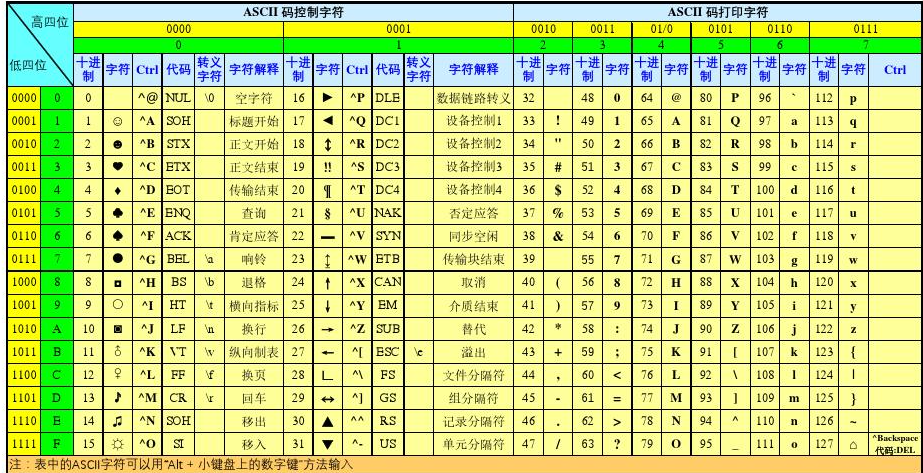 高四位 ASCII 码控制字符 ASCII 码打印字符
0000 0001 0010 0011 01/0 0101 0110 0111
0 1 2 3 4 5 6 7
低四位 十进制 字符 Ctrl 代码 转义字符 字符解释 十进制 字符 Ctrl 代码 转义字符 字符解释 十进制 字符 十进制 字符 十进制 字符 十进制 字符 十进制 字符 十进制 字符 Ctrl
0000 0 0 ^@ NUL \0 空字符 16 ► ^P DLE 数据链路转义 32 48 0 64 @ 80 P 96 ` 112 p
0001 1 1 ☺ ^A SOH 标题开始 17 ◄ ^Q DC1 设备控制1 33 ! 49 1 65 A 81 Q 97 a 113 q
0010 2 2 ☻ ^B STX 正文开始 18 ↕ ^R DC2 设备控制2 34 " 50 2 66 B 82 R 98 b 114 r
0011 3 3 ♥ ^C ETX 正文结束 19 ‼ ^S DC3 设备控制3 35 # 51 3 67 C 83 S 99 c 115 s
0100 4 4 ♦ ^D EOT 传输结束 20 ¶ ^T DC4 设备控制4 36 $ 52 4 68 D 84 T 100 d 116 t
0101 5 5 ♣ ^E ENQ 查询 21 § ^U NAK 否定应答 37 % 53 5 69 E 85 U 101 e 117 u
0110 6 6 ♠ ^F ACK 肯定应答 22 ▬ ^V SYN 同步空闲 38 & 54 6 70 F 86 V 102 f 118 v
0111 7 7 ● ^G BEL \a 响铃 23 ↨ ^W ETB 传输块结束 39 55 7 71 G 87 W 103 g 119 w
1000 8 8 ◘ ^H BS \b 退格 24 ↑ ^X CAN 取消 40 ( 56 8 72 H 88 X 104 h 120 x
1001 9 9 ○ ^I HT \t 横向指标 25 ↓ ^Y EM 介质结束 41 ) 57 9 73 I 89 Y 105 i 121 y
1010 A 10 ◙ ^J LF \n 换行 26 → ^Z SUB 替代 42 * 58 : 74 J 90 Z 106 j 122 z
1011 B 11 ♂ ^K VT \v 纵向制表 27 ← ^[ ESC \e 溢出 43 + 59 ; 75 K 91 [ 107 k 123 {
1100 C 12 ♀ ^L FF \f 换页 28 ∟ ^\ FS 文件分隔符 44 , 60 < 76 L 92 \ 108 l 124 |
1101 D 13 ♪ ^M CR \r 回车 29 ↔ ^] GS 组分隔符 45 - 61 = 77 M 93 ] 109 m 125 }
1110 E 14 ♫ ^N SOH 移出 30 ▲ ^^ RS 记录分隔符 46 . 62 > 78 N 94 ^ 110 n 126 ~
1111 F 15 ☼ ^O SI 移入 31 ▼ ^- US 单元分隔符 47 / 63 ? 79 O 95 _ 111 o 127 ⌂ ^Backspace 代码:DEL
注：表中的ASCII字符可以用"Alt + 小键盘上的数字键"方法输入